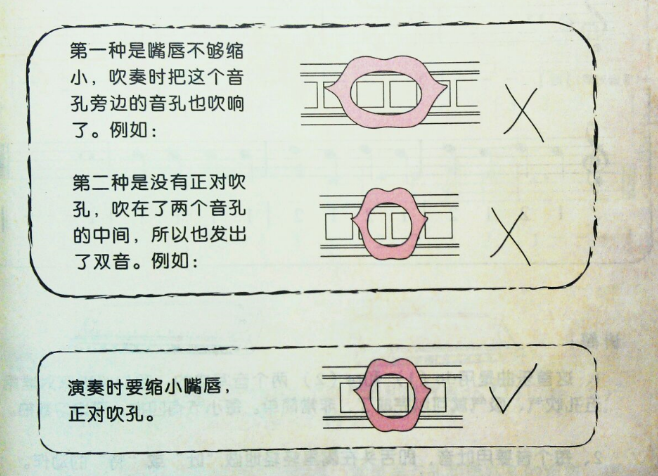 第一种是嘴唇不够缩
小，吹奏时把这个音
孔旁边的音孔也吹响
了。例如：
第二种是没有正对吹
孔，吹在了两个音孔
的中间，所以也发出
了双音。例如：
演奏时要缩小嘴唇，
正对吹孔。